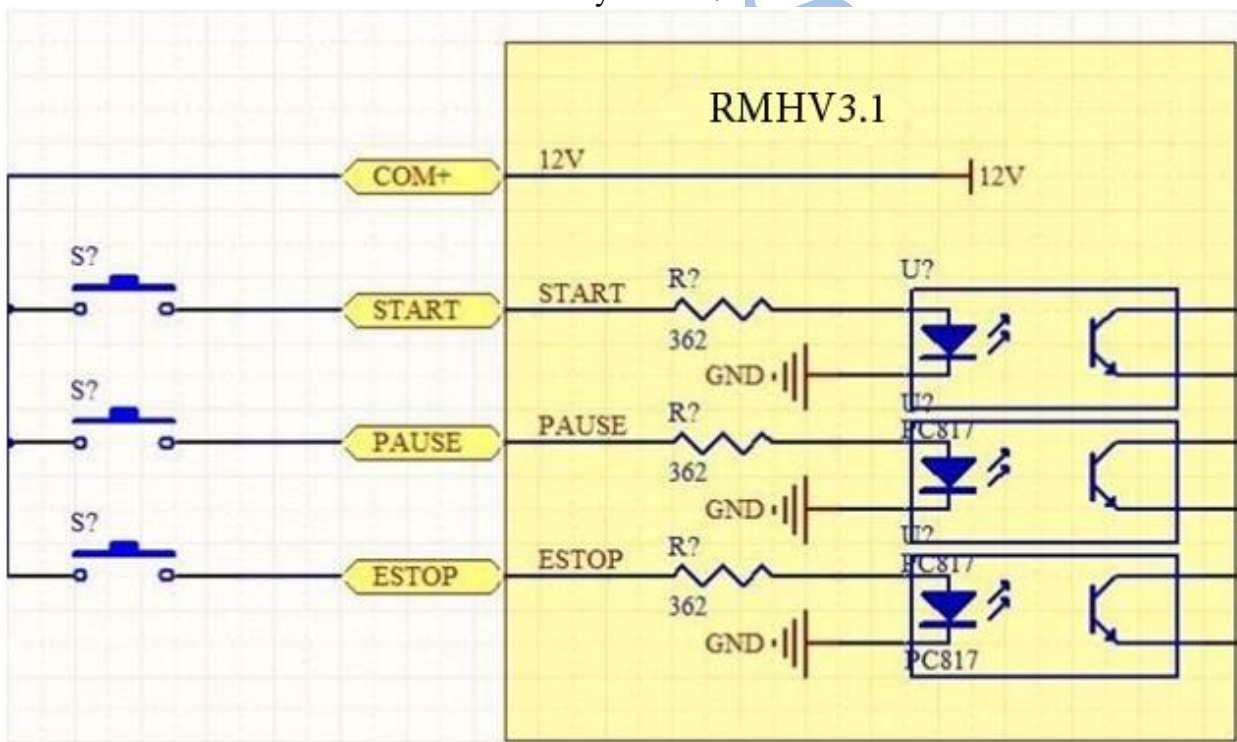 RMHV3.1
COM+
12V
12V
S?
START
START
R?
362
GND
U?
PC817
S?
PAUSE
PAUSE
R?
362
GND
U?
PC817
S?
ESTOP
ESTOP
R?
362
GND
U?
PC817